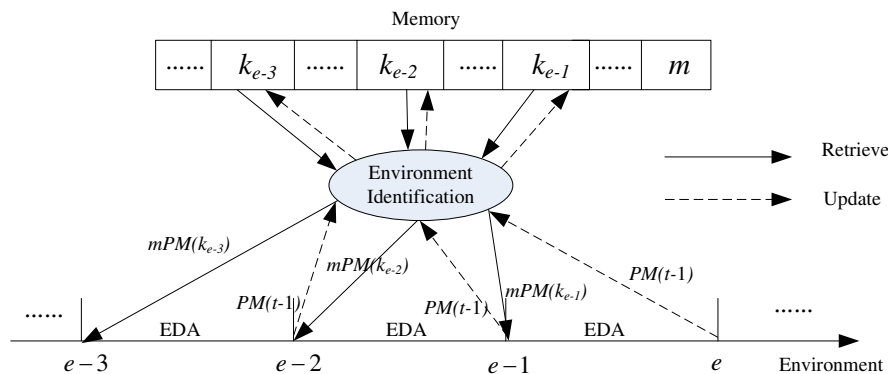 Memory
...... k_{e-3} ...... k_{e-2} ...... k_{e-1} ...... m
Environment
Identification
Retrieve
Update
mPM(k_{e-3})
mPM(k_{e-2})
PM(t-1)
PM(t-1)
mPM(k_{e-1})
PM(t-1)
...... EDA EDA EDA ......
e-3 e-2 e-1 e Environment